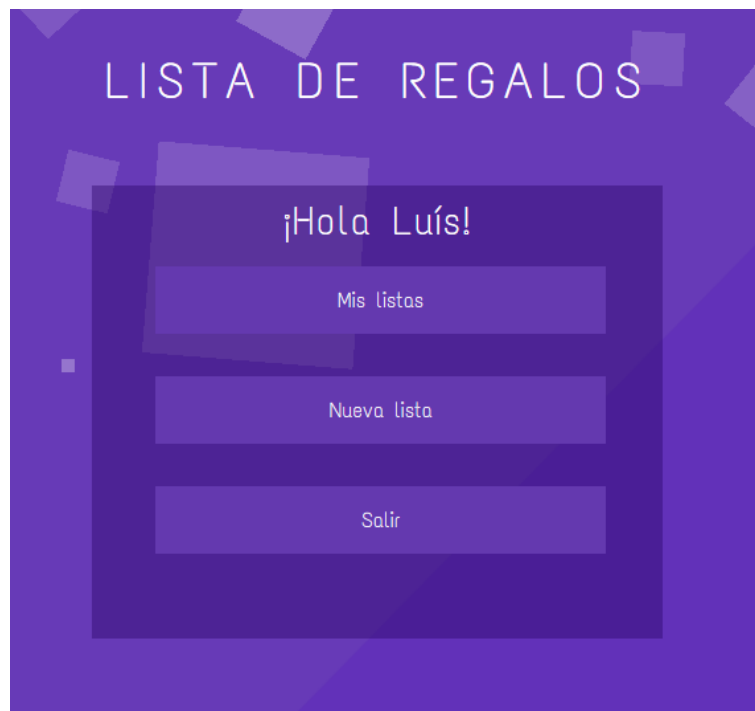 LISTA DE REGALOS
¡Hola Luís!
Mis listas
Nueva lista
Salir